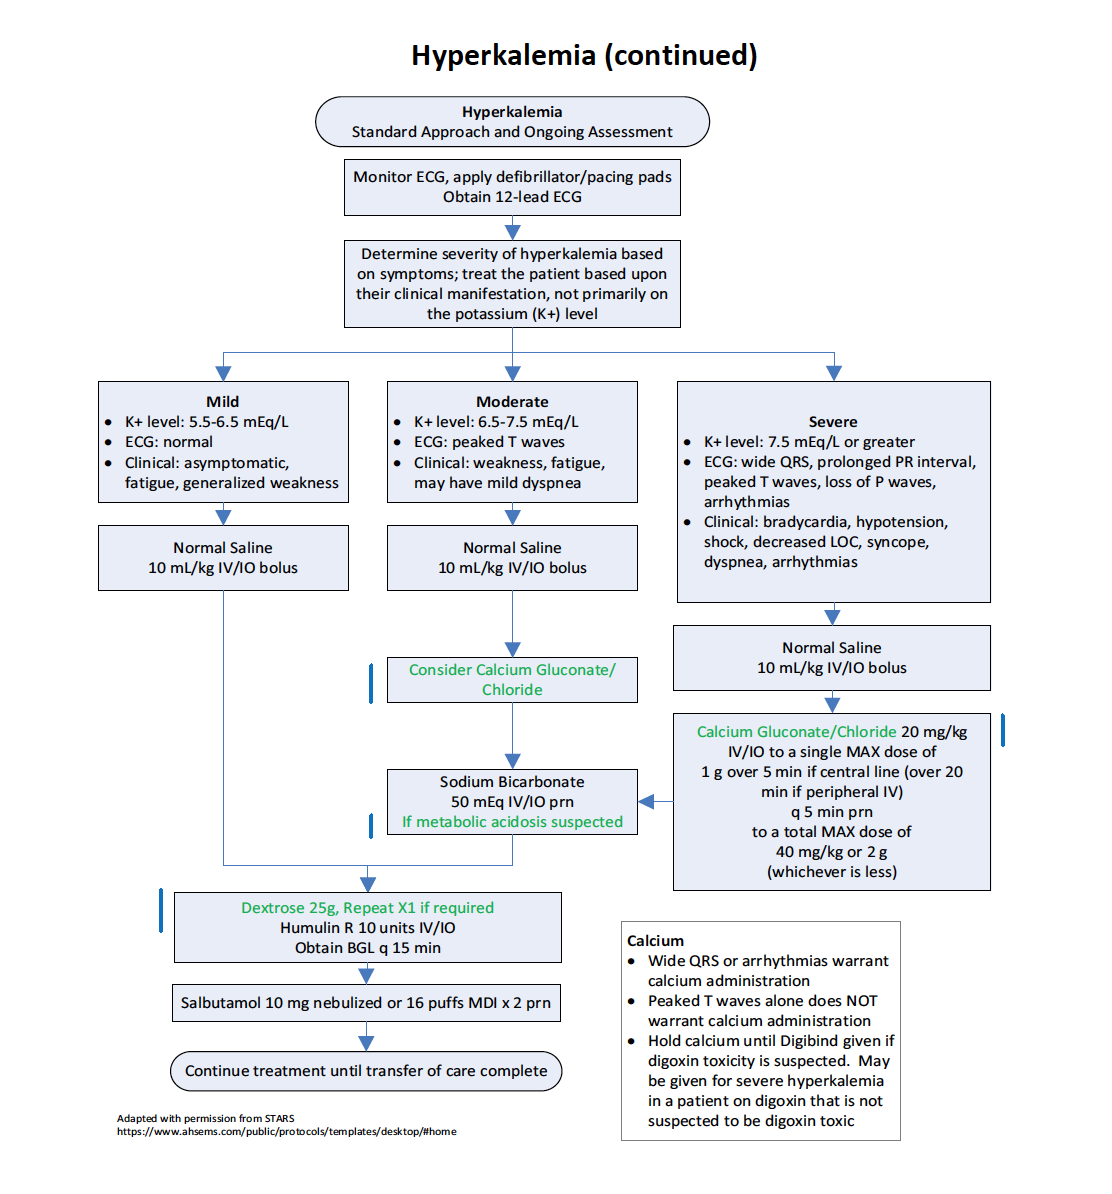 Hyperkalemia (continued)
Hyperkalemia
Standard Approach and Ongoing Assessment
Monitor ECG, apply defibrillator/pacing pads
Obtain 12-lead ECG
Determine severity of hyperkalemia based
on symptoms; treat the patient based upon
their clinical manifestation, not primarily on
the potassium (K+) level
Mild
• K+ level: 5.5-6.5 mEq/L
• ECG: normal
• Clinical: asymptomatic,
fatigue, generalized weakness
Moderate
• K+ level: 6.5-7.5 mEq/L
• ECG: peaked T waves
• Clinical: weakness, fatigue,
may have mild dyspnea
Severe
• K+ level: 7.5 mEq/L or greater
• ECG: wide QRS, prolonged PR interval,
peaked T waves, loss of P waves,
arrhythmias
• Clinical: bradycardia, hypotension,
shock, decreased LOC, syncope,
dyspnea, arrhythmias
Normal Saline
10 mL/kg IV/IO bolus
Normal Saline
10 mL/kg IV/IO bolus
Normal Saline
10 mL/kg IV/IO bolus
Consider Calcium Gluconate/
Chloride
Calcium Gluconate/Chloride 20 mg/kg
IV/IO to a single MAX dose of
1 g over 5 min if central line (over 20
min if peripheral IV)
q 5 min prn
to a total MAX dose of
40 mg/kg or 2 g
(whichever is less)
Sodium Bicarbonate
50 mEq IV/IO prn
If metabolic acidosis suspected
Dextrose 25g, Repeat X1 if required
Humulin R 10 units IV/IO
Obtain BGL q 15 min
Salbutamol 10 mg nebulized or 16 puffs MDI x 2 prn
Continue treatment until transfer of care complete
Calcium
• Wide QRS or arrhythmias warrant
calcium administration
• Peaked T waves alone does NOT
warrant calcium administration
• Hold calcium until Digibind given if
digoxin toxicity is suspected. May
be given for severe hyperkalemia
in a patient on digoxin that is not
suspected to be digoxin toxic
Adapted with permission from STARS
https://www.ahsems.com/public/protocols/templates/desktop/#home